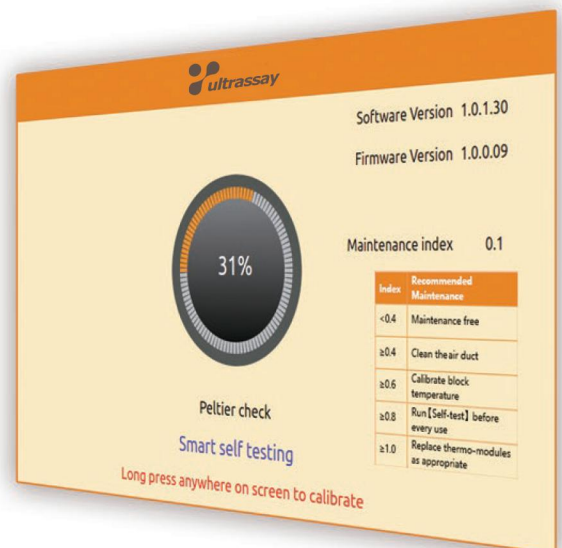 ultrassay
Software Version 1.0.1.30
Firmware Version 1.0.0.09
31%
Maintenance index 0.1
Index Recommended
Maintenance
<0.4 Maintenance free
≥0.4 Clean the air duct
≥0.6 Calibrate block
temperature
≥0.8 Run【Self-test】before
every use
≥1.0 Replace thermo-modules
as appropriate
Peltier check
Smart self testing
Long press anywhere on screen to calibrate